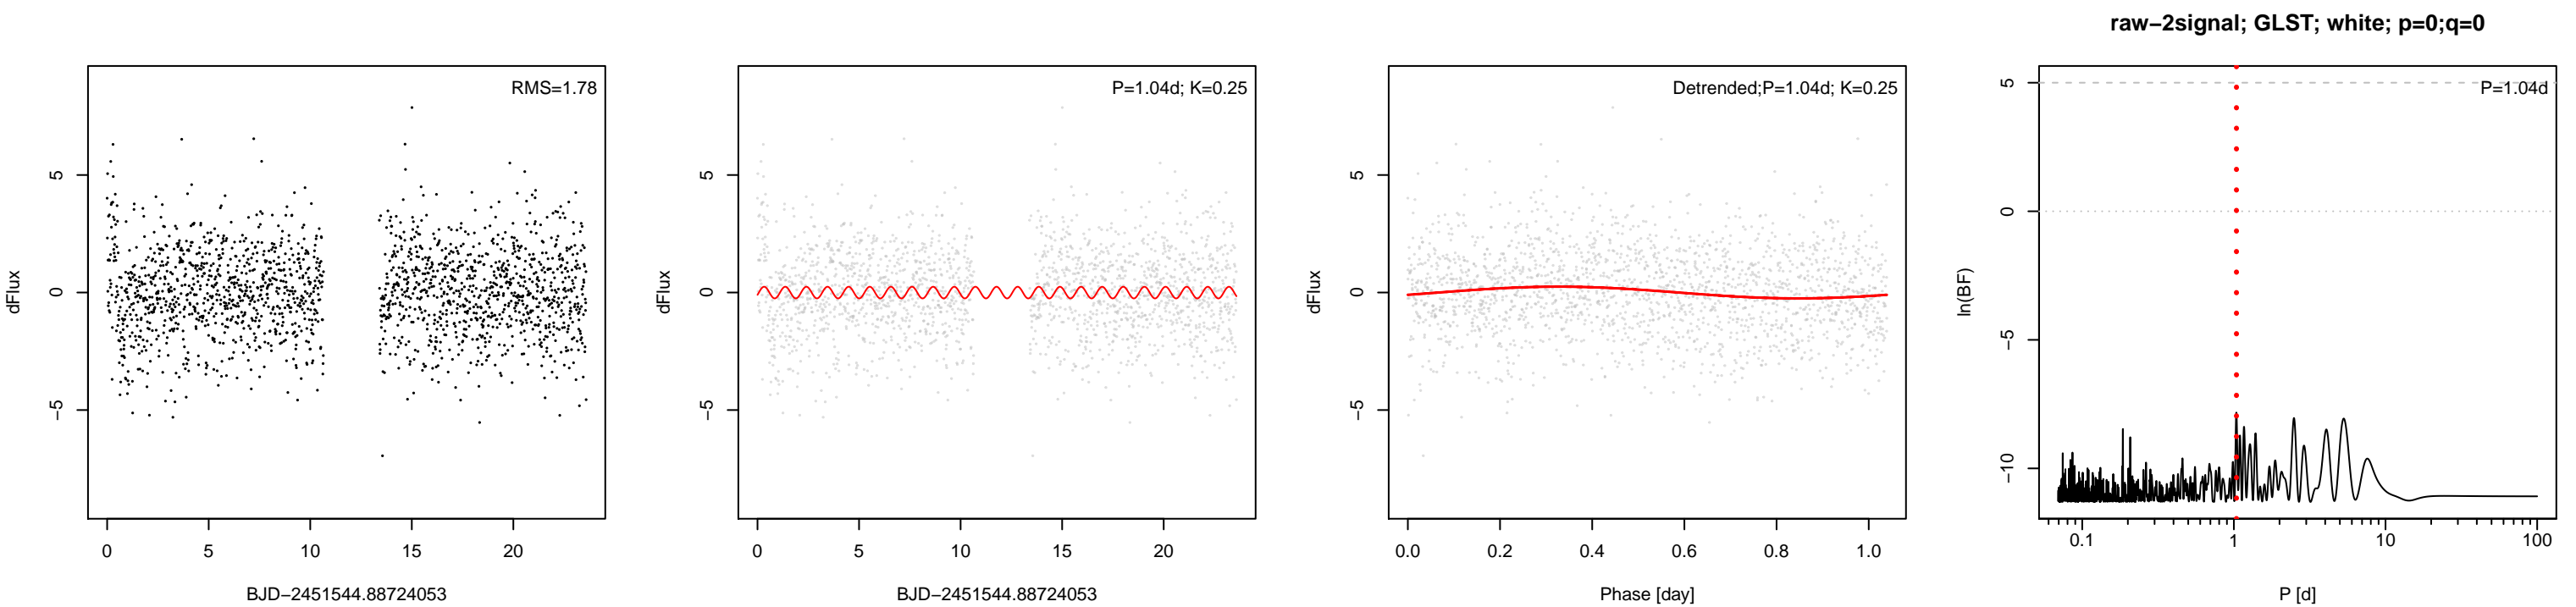 raw−2signal; GLST; white; p=0;q=0
RMS=1.78
dFlux
5
0
−5
0 5 10 15 20
BJD−2451544.88724053
P=1.04d; K=0.25
dFlux
5
0
−5
0 5 10 15 20
BJD−2451544.88724053
Detrended;P=1.04d; K=0.25
dFlux
5
0
−5
0.0 0.2 0.4 0.6 0.8 1.0
Phase [day]
P=1.04d
ln(BF)
5
0
−5
−10
0.1 1 10 100
P [d]